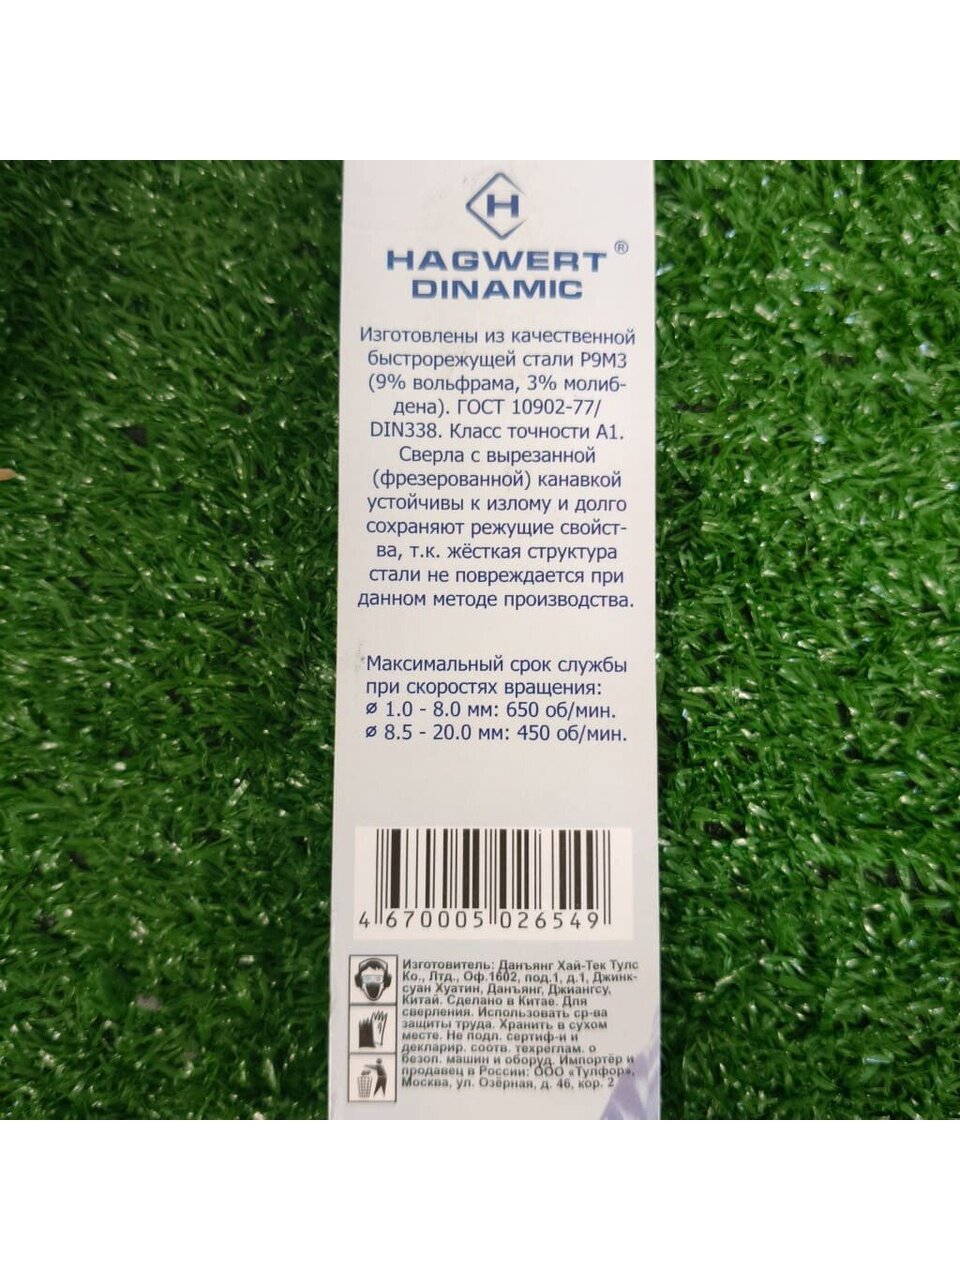 H
HAGWERT®
DINAMIC
Изготовлены из качественной
быстрорежущей стали Р9М3
(9% вольфрама, 3% молиб-
дена). ГОСТ 10902-77/
DIN338. Класс точности А1.
Сверла с вырезанной
(фрезерованной) канавкой
устойчивы к излому и долго
сохраняют режущие свойст-
ва, т.к. жёсткая структура
стали не повреждается при
данном методе производства.
Максимальный срок службы
при скоростях вращения:
⌀ 1.0 - 8.0 мм: 650 об/мин.
⌀ 8.5 - 20.0 мм: 450 об/мин.
4 670005 026549
Изготовитель: Данъянг Хай-Тек Тулс
Ко., Лтд., Оф.1602, под.1, д.1, Джинк-
суан Хуатин, Данъянг, Джиангсу,
Китай. Сделано в Китае. Для
сверления. Использовать ср-ва
защиты труда. Хранить в сухом
месте. Не подл. сертиф-и и
декларир. соотв. техреглам. о
безоп. машин и оборуд. Импортёр и
продавец в России: ООО «Тулфор»,
Москва, ул. Озёрная, д. 46, кор. 2